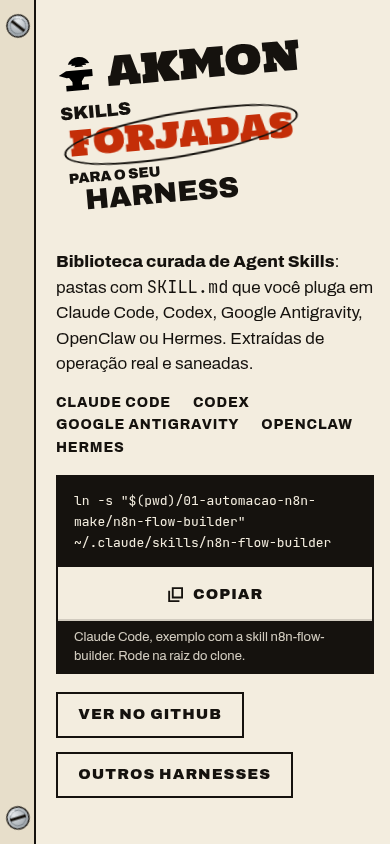 AKMON
SKILLS
FORJADAS
PARA O SEU
HARNESS
Biblioteca curada de Agent Skills:
pastas com SKILL.md que você pluga em
Claude Code, Codex, Google Antigravity,
OpenClaw ou Hermes. Extraídas de
operação real e saneadas.
CLAUDE CODE CODEX
GOOGLE ANTIGRAVITY OPENCLAW
HERMES
ln -s "$(pwd)/01-automacao-n8n-
make/n8n-flow-builder"
~/.claude/skills/n8n-flow-builder
COPIAR
Claude Code, exemplo com a skill n8n-flow-
builder. Rode na raiz do clone.
VER NO GITHUB
OUTROS HARNESSES